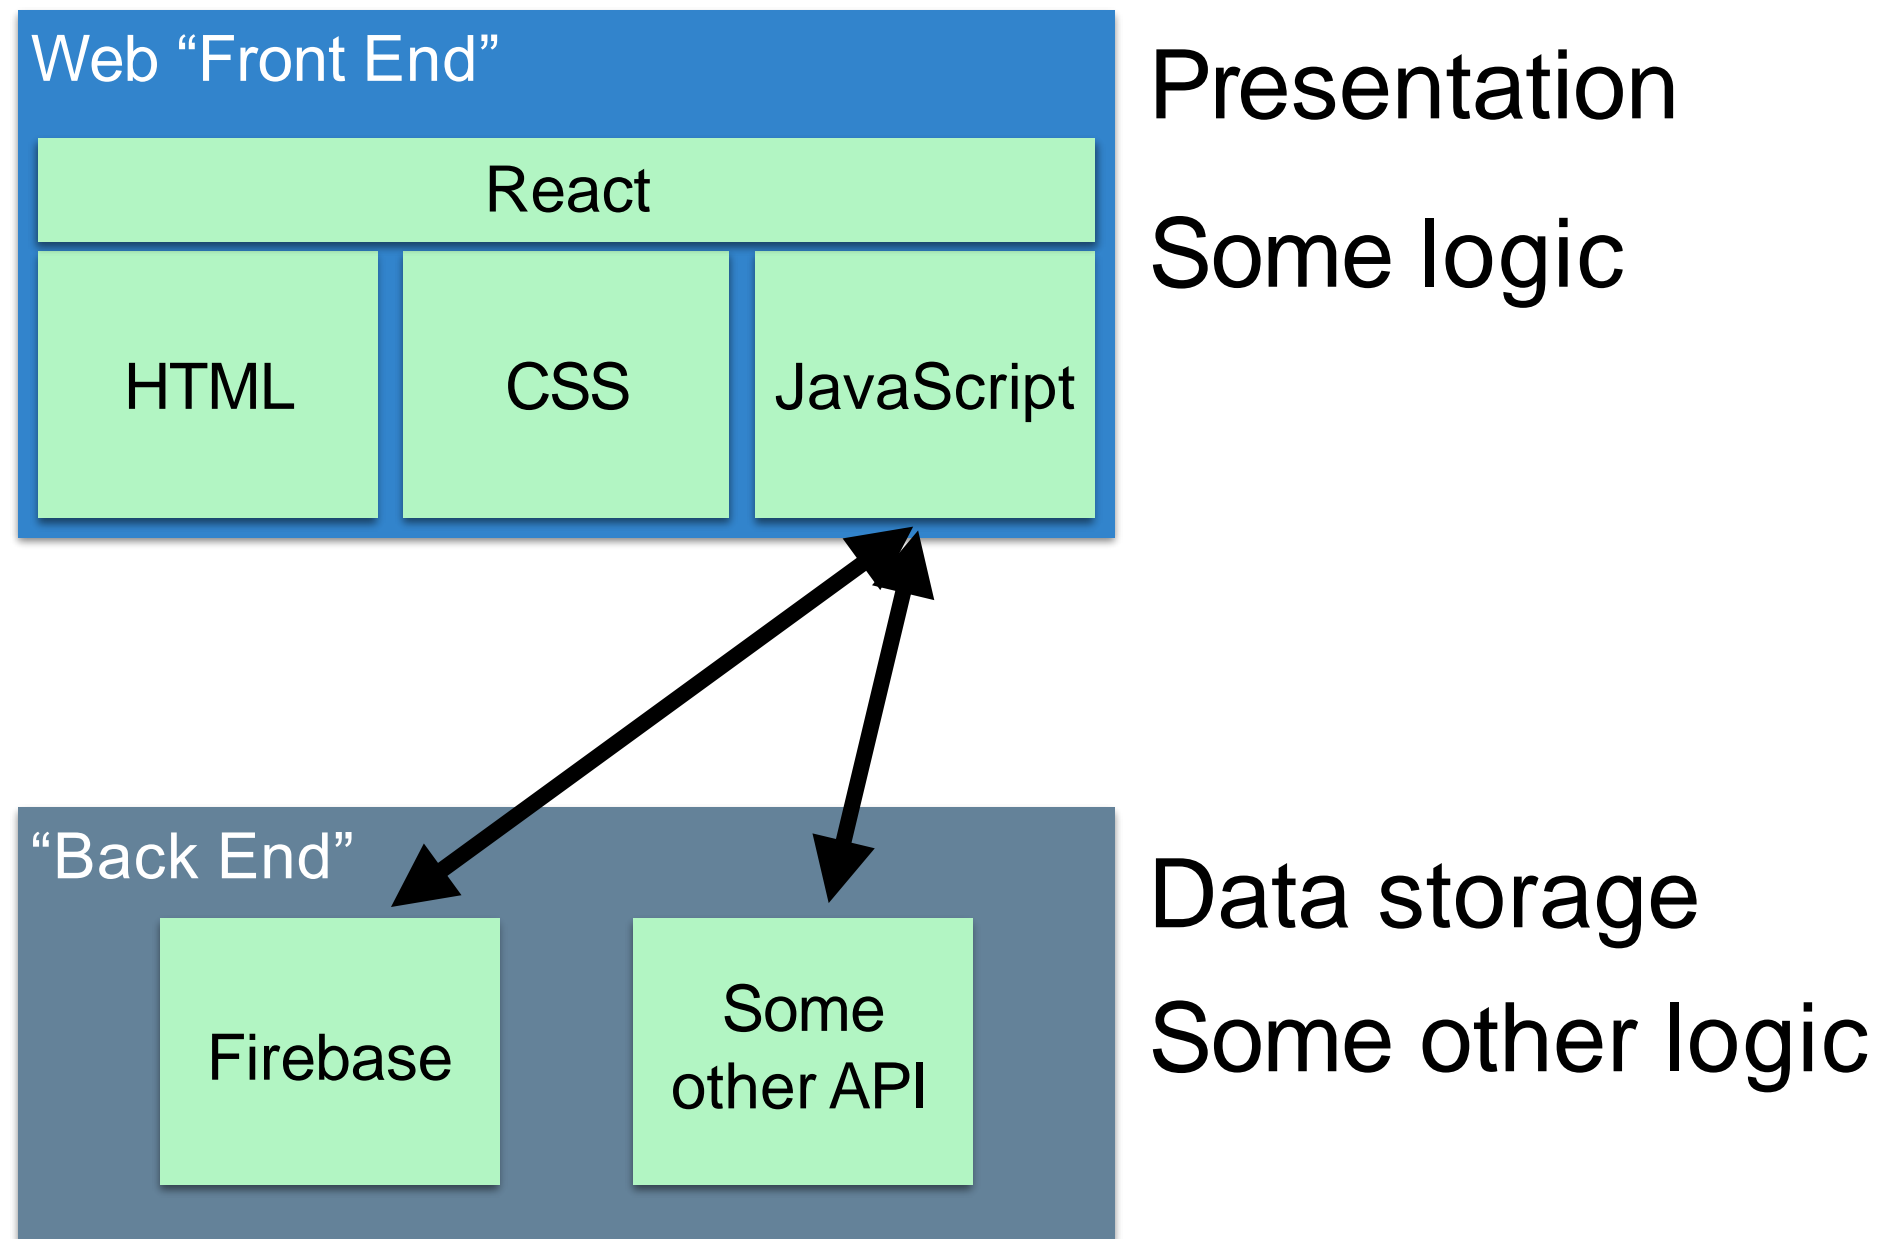 Web “Front End”
Presentation
React
Some logic
HTML
CSS
JavaScript
“Back End”
Data storage
Firebase
Some
other API
Some other logic